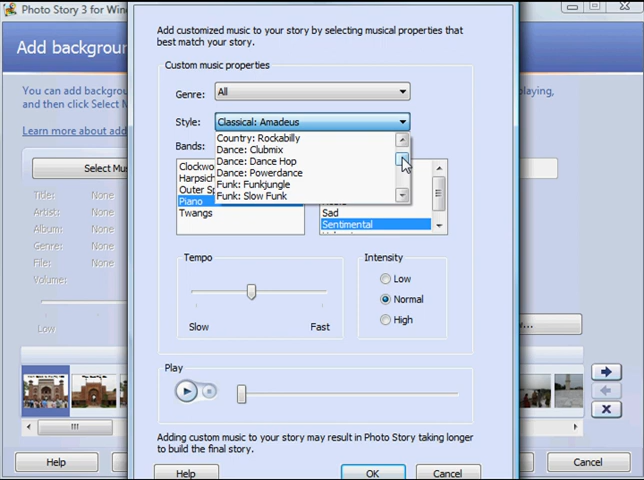 Photo Story 3 for Win
Add backgrou
You can add backgrou
playing,
and then click Select M
Learn more about add
Select Mus
Title: None
Artist: None
Album: None
Genre: None
File: None
Volume:
Low
Add customized music to your story by selecting musical properties that
best match your story.
Custom music properties
Genre: All
Style: Classical: Amadeus
Country: Rockabilly
Dance: Clubmix
Dance: Dance Hop
Dance: Powerdance
Funk: Funkjungle
Funk: Slow Funk
Bands:
Clockwo
Harpsich
Outer Sp
Piano
Twangs
Sad
Sentimental
Tempo
Slow Fast
Intensity
Low
Normal
High
Play
Adding custom music to your story may result in Photo Story taking longer
to build the final story.
Help OK Cancel
Help Cancel